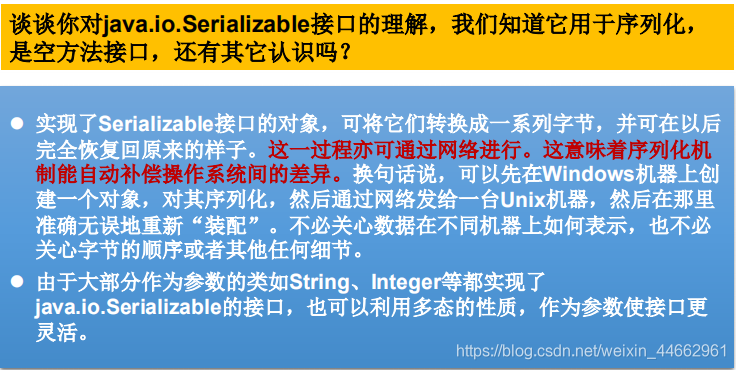 谈谈你对java.io.Serializable接口的理解，我们知道它用于序列化，
是空方法接口，还有其它认识吗？
● 实现了Serializable接口的对象，可将它们转换成一系列字节，并可在以后
完全恢复回原来的样子。这一过程亦可通过网络进行。这意味着序列化机
制能自动补偿操作系统间的差异。换句话说，可以先在Windows机器上创
建一个对象，对其序列化，然后通过网络发给一台Unix机器，然后在那里
准确无误地重新“装配”。不必关心数据在不同机器上如何表示，也不必
关心字节的顺序或者其他任何细节。
● 由于大部分作为参数的类如String、Integer等都实现了
java.io.Serializable的接口，也可以利用多态的性质，作为参数使接口更
灵活。
https://blog.csdn.net/weixin_44662961